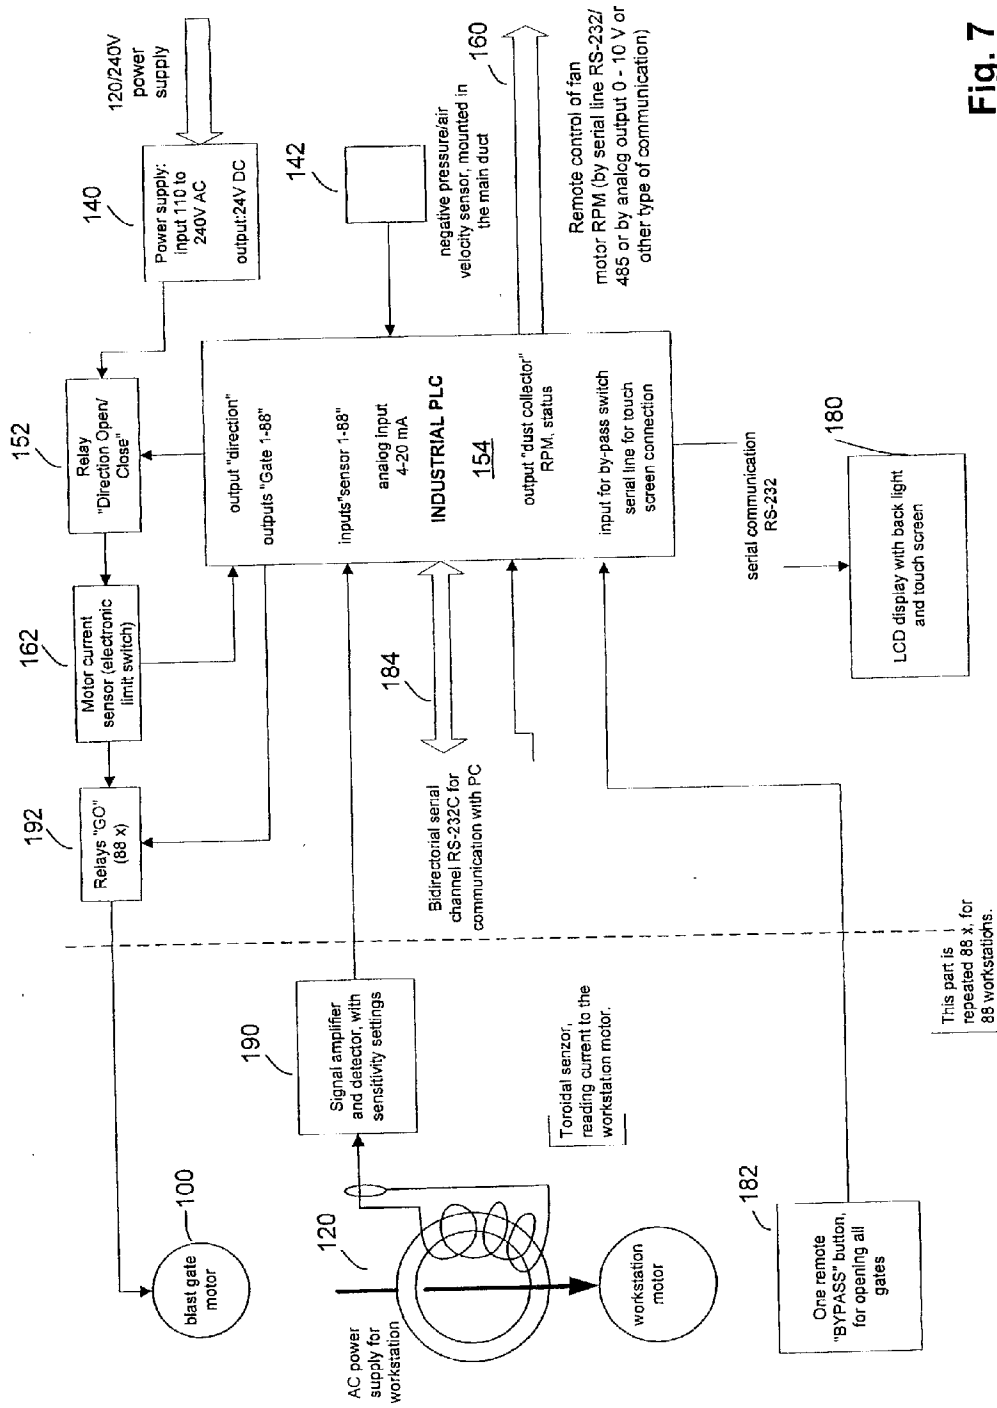 120/240V
power
supply
140
Power supply:
input 110 to
240V AC
output:24V DC
152
Relay
"Direction Open/
Close"
162
Motor current
sensor (electronic
limit switch)
192
Relays "GO"
(88 x)
142
negative pressure/air
velocity sensor, mounted in
the main duct
160
Remote control of fan
motor RPM (by serial line RS-232/
485 or by analog output 0 - 10 V or
other type of communication)
output "direction"
outputs "Gate 1-88"
inputs"sensor 1-88"
analog input
4-20 mA
INDUSTRIAL PLC
154
output "dust collector"
RPM, status
input for by-pass switch
serial line for touch
screen connection
184
Bidirectorial serial
channel RS-232C for
communication with PC
serial communication
RS-232
180
LCD display with back light
and touch screen
100
blast gate
motor
190
Signal amplifier
and detector, with
sensitivity settings
120
AC power
supply for
workstation
Toroidal senzor,
reading current to the
workstation motor.
workstation
motor
182
One remote
"BYPASS" button,
for opening all
gates
This part is
repeated 88 x, for
88 workstations.
Fig. 7